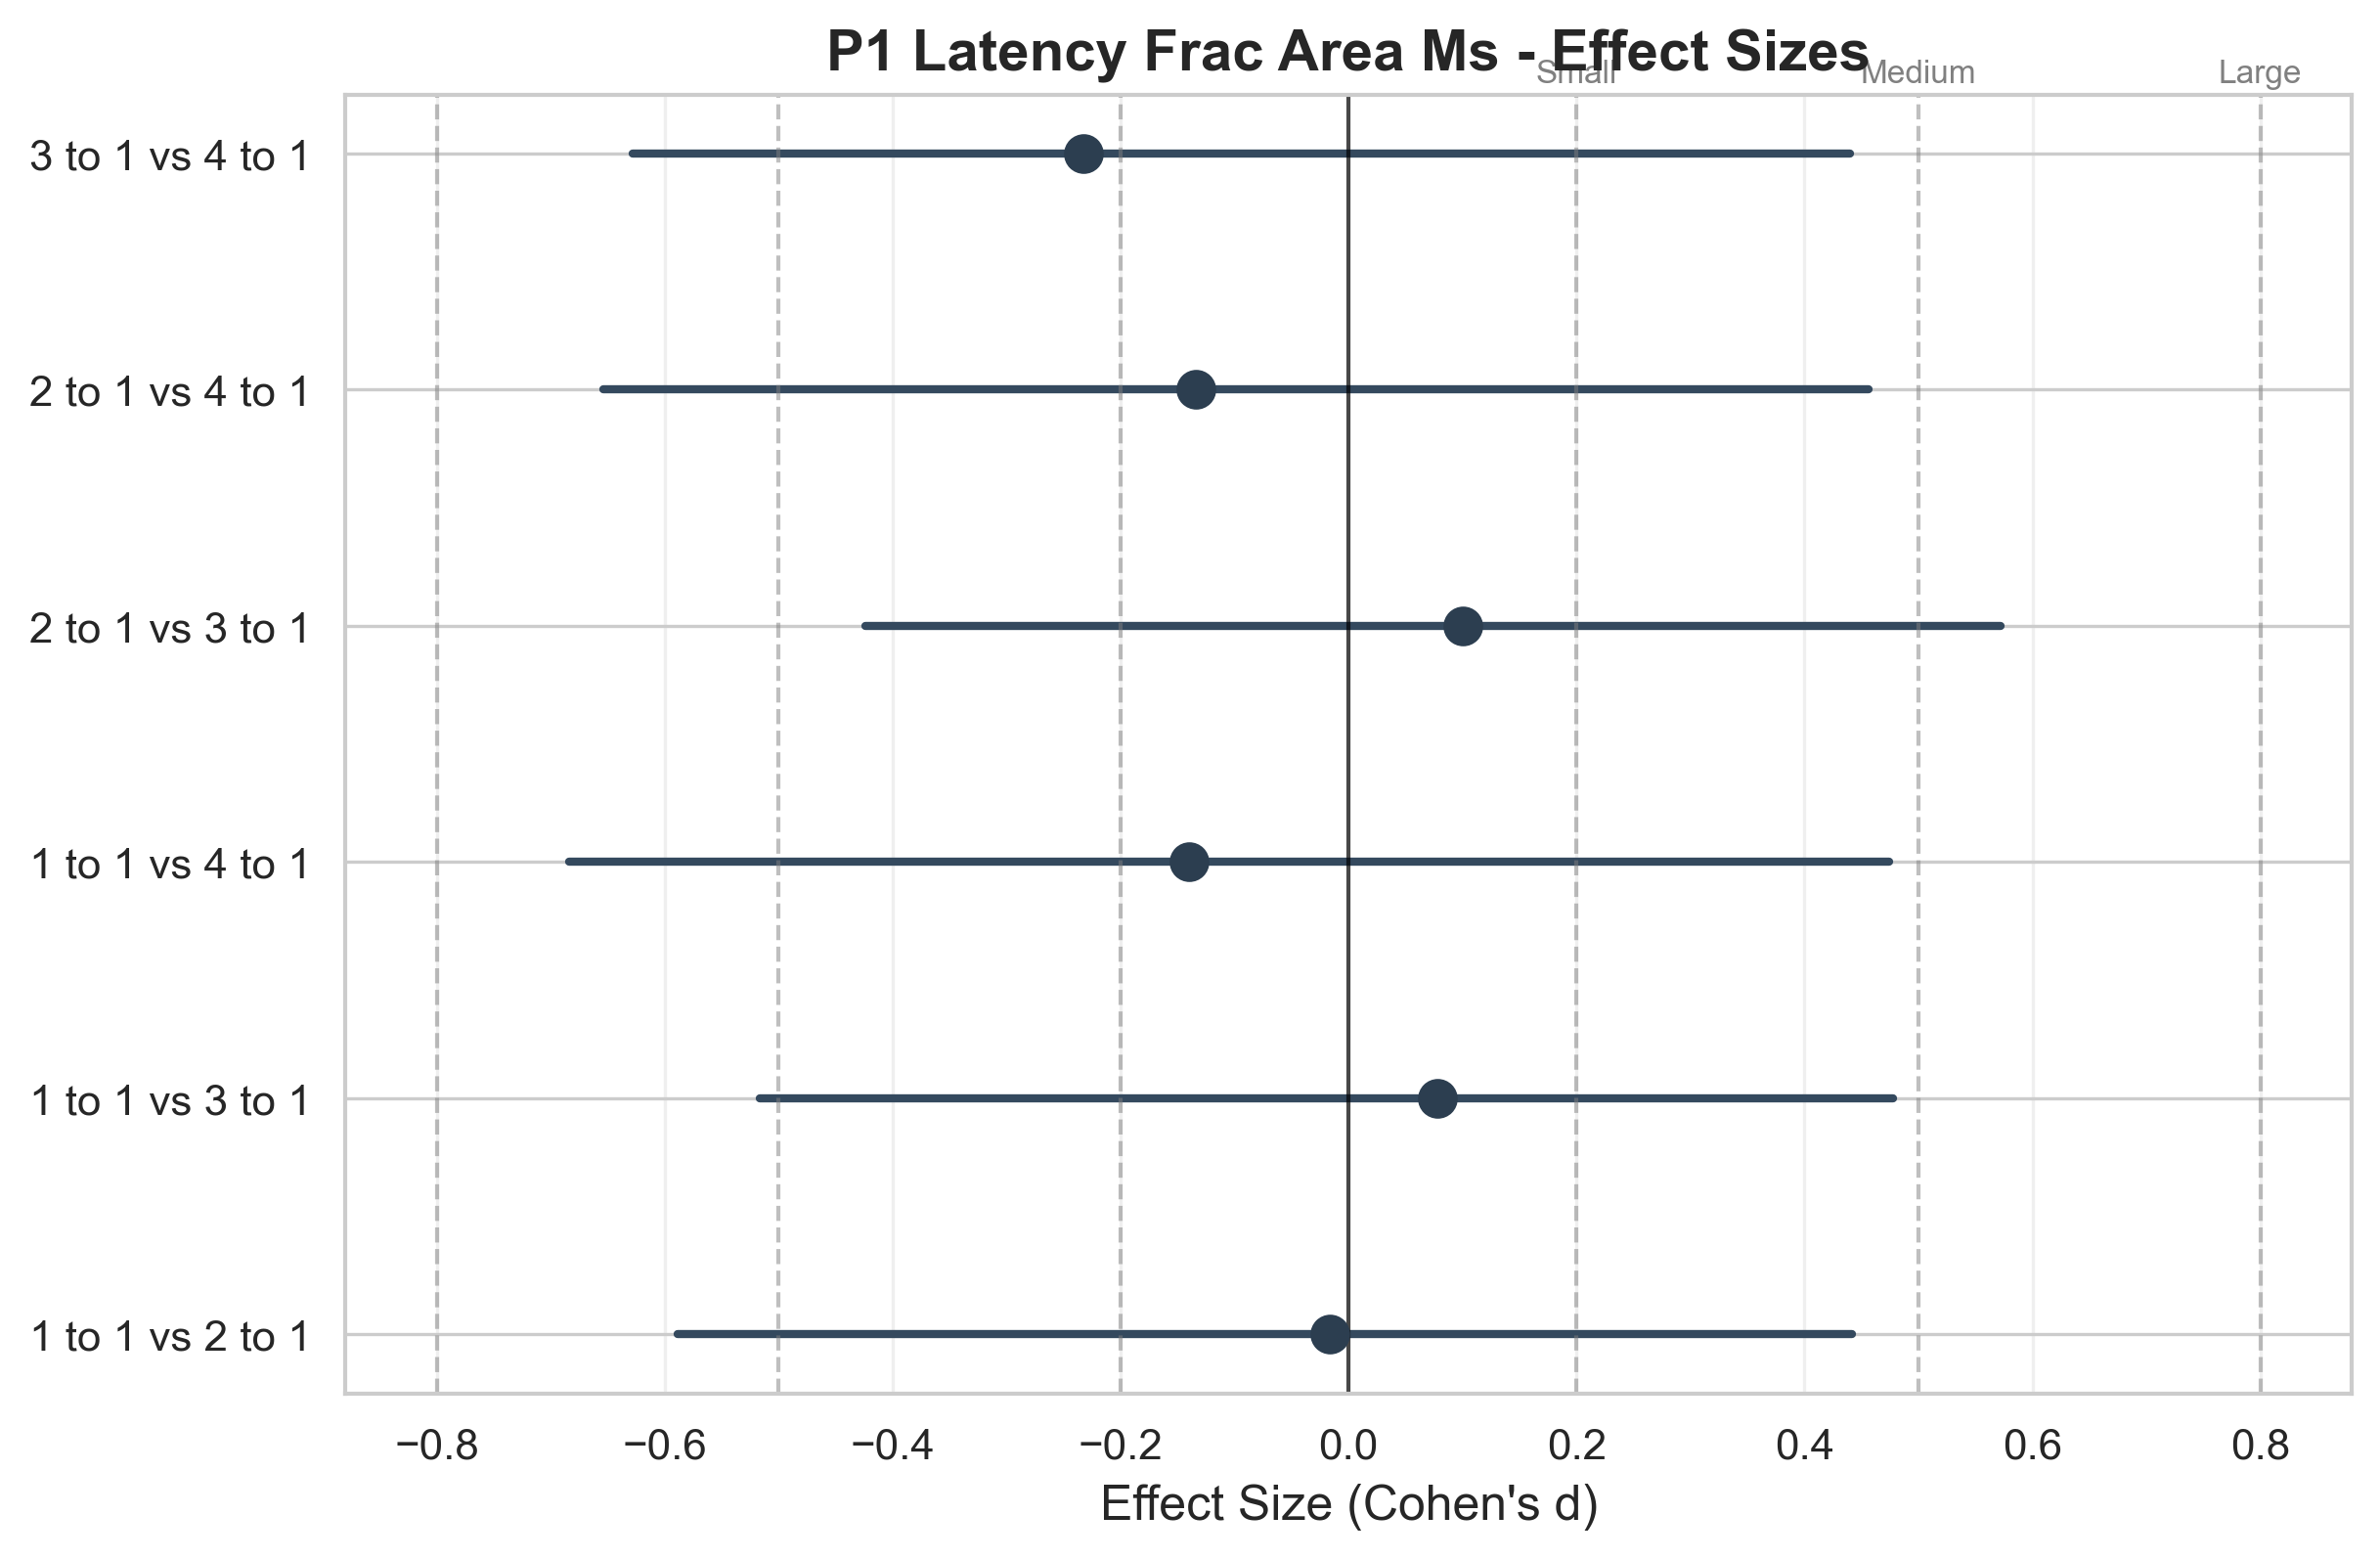 P1 Latency Frac Area Ms - Effect Sizes
Small Medium Large
3 to 1 vs 4 to 1
2 to 1 vs 4 to 1
2 to 1 vs 3 to 1
1 to 1 vs 4 to 1
1 to 1 vs 3 to 1
1 to 1 vs 2 to 1
−0.8 −0.6 −0.4 −0.2 0.0 0.2 0.4 0.6 0.8
Effect Size (Cohen's d)